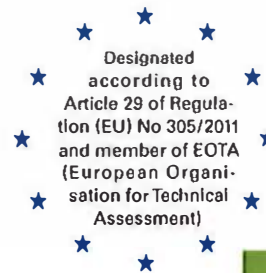 Designated
according to
Article 29 of Regula-
tion (EU) No 305/2011
and member of EOTA
(European Organi-
sation for Technical
Assessment)